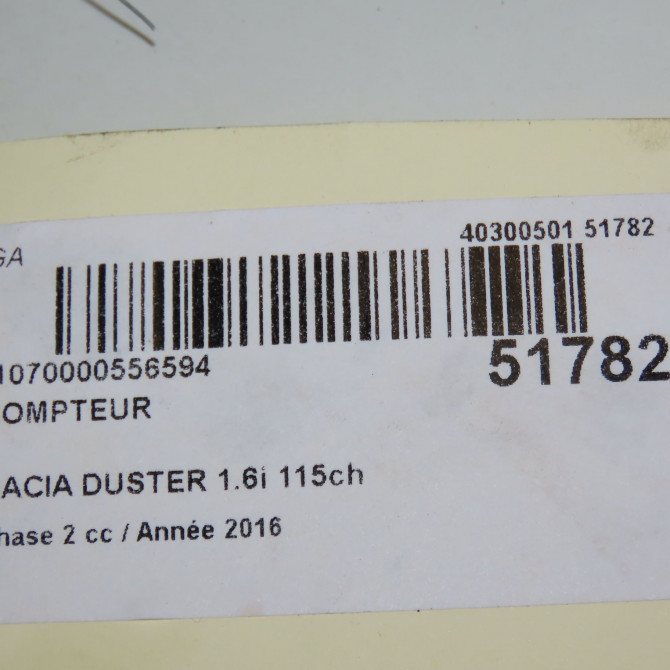 GA
40300501 51782
1070000556594
51782
OMPTEUR
ACIA DUSTER 1.6i 115ch
hase 2 cc / Année 2016